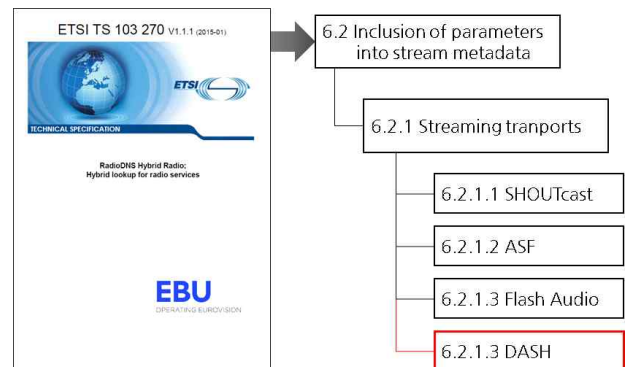 ETSI TS 103 270 V1.1.1 (2015-01)
ETSI
TECHNICAL SPECIFICATION
RadioDNS Hybrid Radio;
Hybrid lookup for radio services
EBU
OPERATING EUROVISION
6.2 Inclusion of parameters
into stream metadata
6.2.1 Streaming tranports
6.2.1.1 SHOUTcast
6.2.1.2 ASF
6.2.1.3 Flash Audio
6.2.1.3 DASH